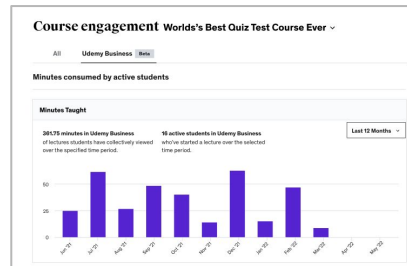 Course engagement World's Best Quiz Test Course Ever
All Udemy Business Beta
Minutes consumed by active students
Minutes Taught
361.75 minutes in Udemy Business
of lectures students have collectively viewed
over the specified time period.
16 active students in Udemy Business
who've started a lecture over the selected
time period.
Last 12 Months
50
25
0
Jun '21
Jul '21
Aug '21
Sep '21
Oct '21
Nov '21
Dec '21
Jan '22
Feb '22
Mar '22
Apr '22
May '22